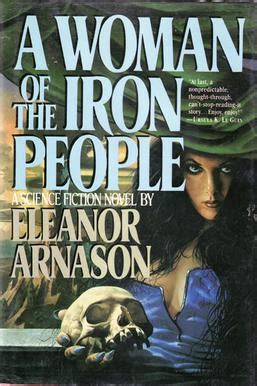 A WOMAN
OF THE IRON
PEOPLE
"At last, a
nonpredictable,
thought-through,
can't-stop-reading-it
story... Enjoy, enjoy!"
—URSULA K. LE GUIN
A SCIENCE FICTION NOVEL BY
ELEANOR
ARNASON